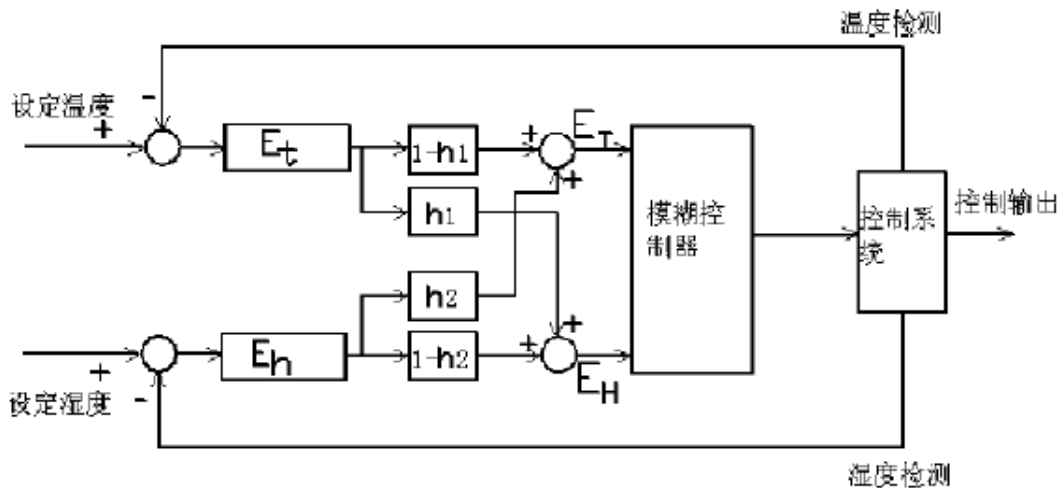 温度检测
设定温度
-
+
Et
1-h1
+
ET
+
h1
模糊控
制器
控制系
统
控制输出
h2
+
Eh
1-h2
+
EH
+
设定湿度
-
湿度检测